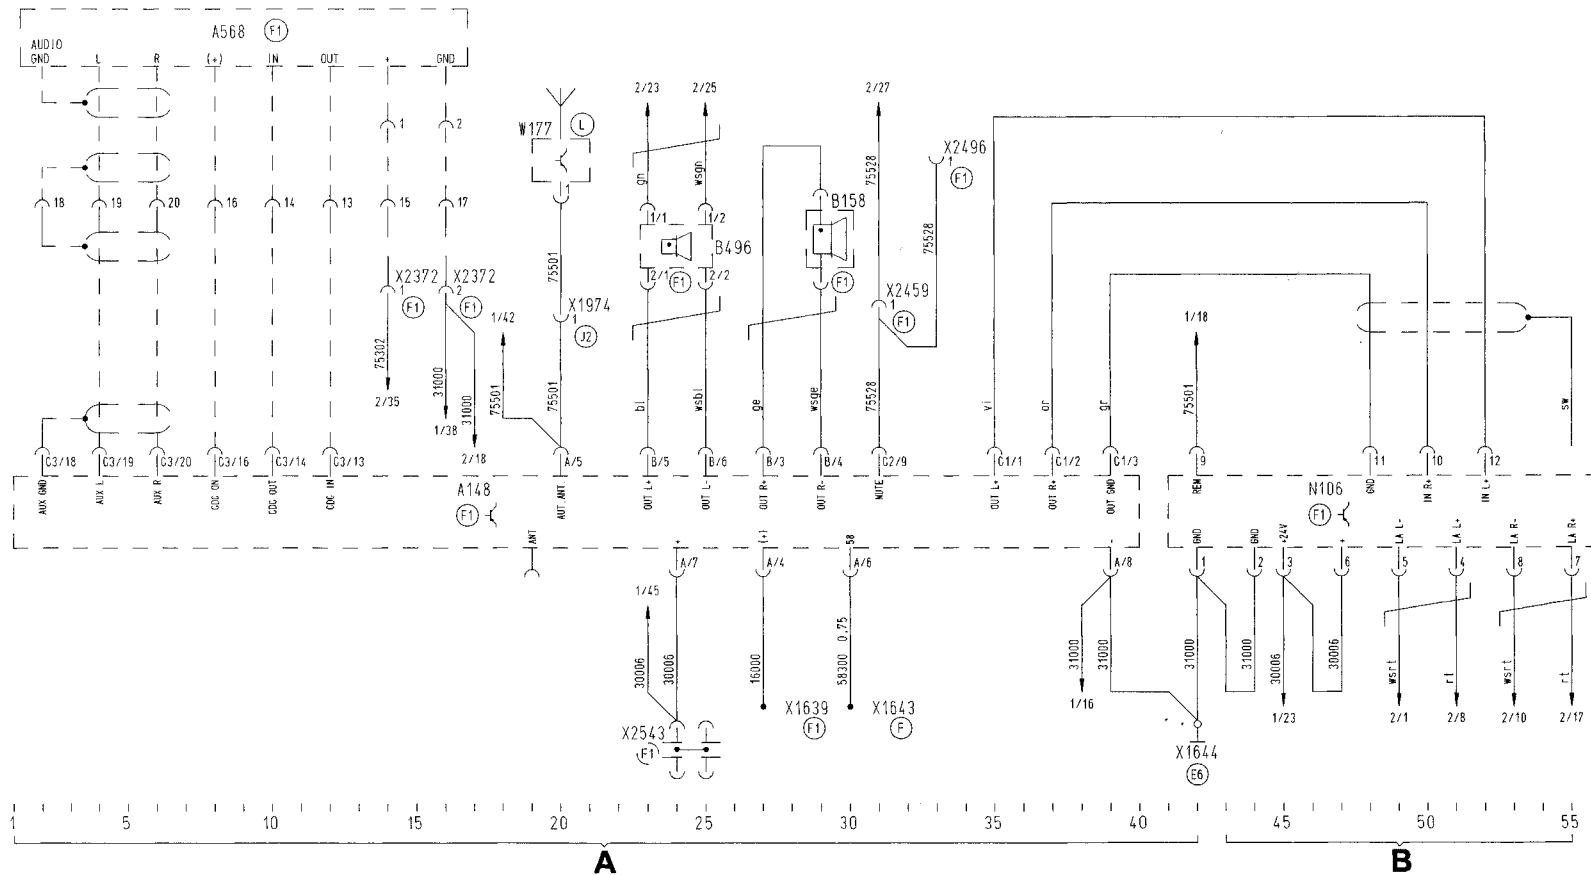 A568 F1
AUDIO
GND L R (+) IN OUT + GND
2/23 2/25 2/27
1 2
W177 L
X2496
1
F1
gn wsgn 75528
18 19 20 16 14 13 15 17
1
1/1 1/2
B158
B496
75501
75528
2/1 2/2
F1 F1
X2372 X2372
1 2
F1 F1
X1974
1
J2
X2459
1
F1
1/42
1/18
75302 31000 31000 75501 75501
bl wsbl ge wsge 75528 vi or gr 75501 sw
2/35
1/38
2/18
C3/18 C3/19 C3/20 C3/16 C3/14 C3/13 A/5 B/5 B/6 B/3 B/4 C2/9 C1/1 C1/2 C1/3 9 11 10 12
AUX GND AUX L AUX R CDC ON CDC OUT CDC IN AUT.ANT. OUT L+ OUT L- OUT R+ OUT R- MUTE OUT L+ OUT R+ OUT GND REM GND IN R+ IN L+
A148
F1
N106
F1
ANT + (+) 58 - GND GND +24V + LA L- LA L+ LA R- LA R+
A/7 A/4 A/6 A/8 1 2 3 6 5 4 8 7
1/45
30006 30006 16000 58300 0,75 31000 31000 31000 31000 30006 30006 wsrt rt wsrt rt
1/16 1/23 2/1 2/8 2/10 2/17
X2543
F1
X1639
F1
X1643
F
X1644
E6
1 5 10 15 20 25 30 35 40 45 50 55
A B